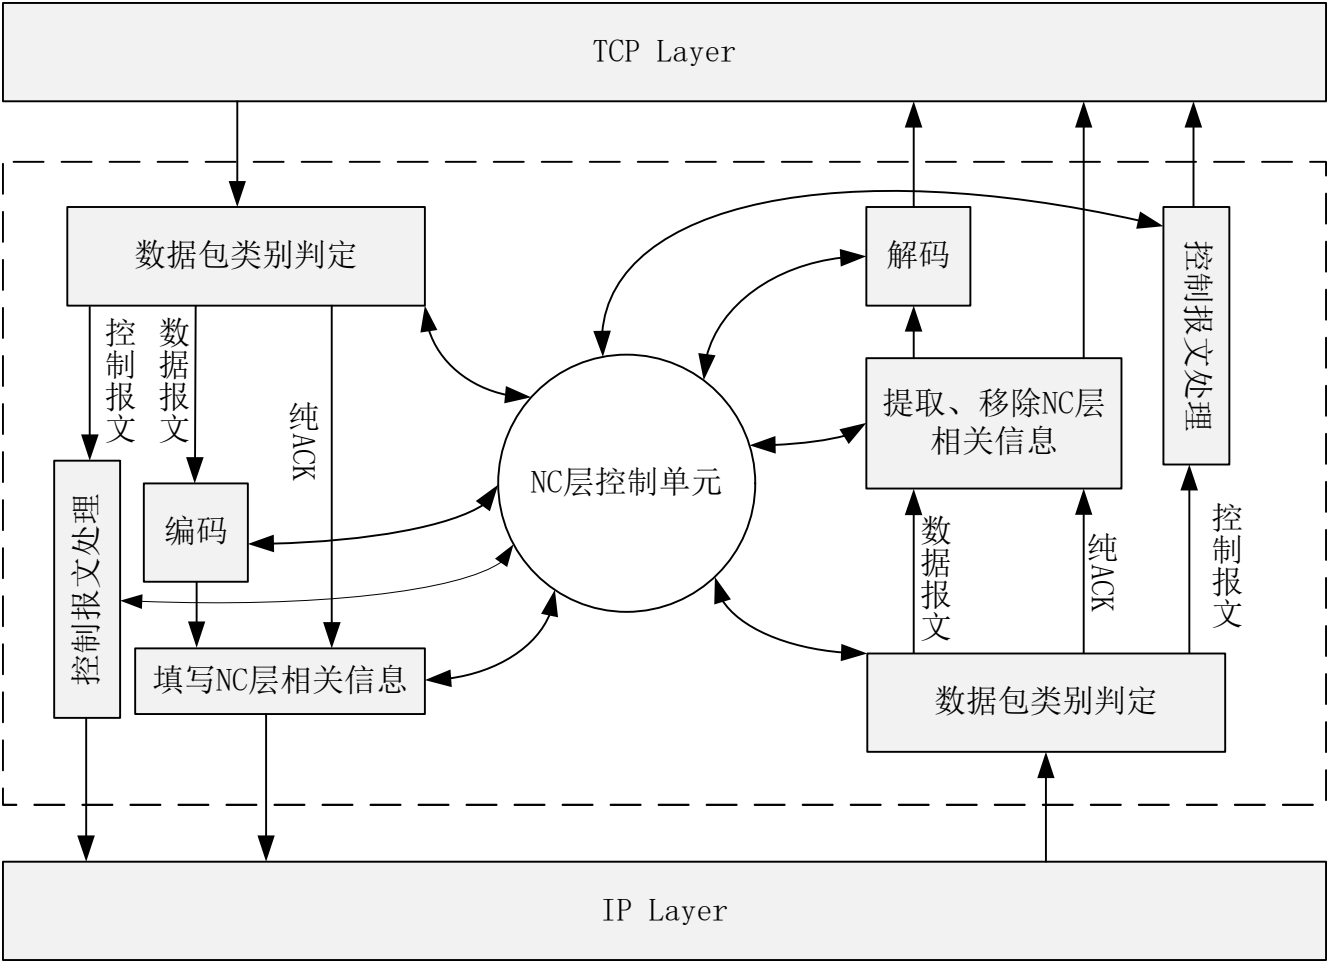 TCP Layer
数据包类别判定
解码
控制报文处理
控制报文
数据报文
纯ACK
提取、移除NC层
相关信息
NC层控制单元
控制报文处理
编码
数据报文
纯ACK
控制报文
填写NC层相关信息
数据包类别判定
IP Layer